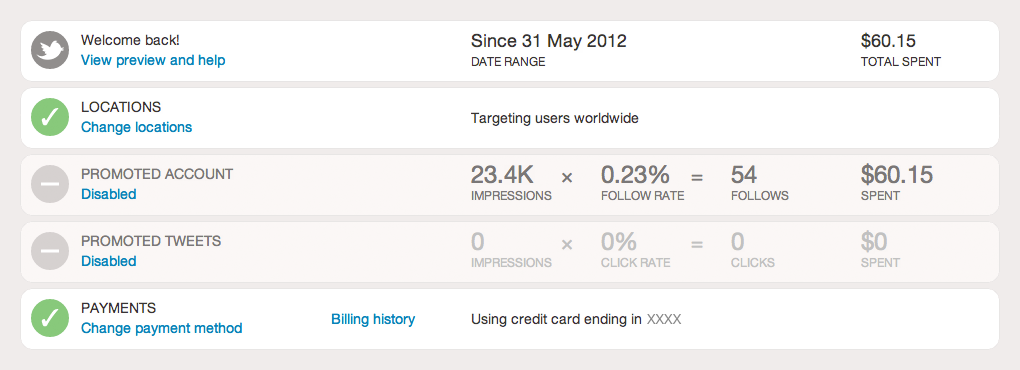 Welcome back!
View preview and help
Since 31 May 2012
DATE RANGE
$60.15
TOTAL SPENT
LOCATIONS
Change locations
Targeting users worldwide
PROMOTED ACCOUNT
Disabled
23.4K × 0.23% = 54 $60.15
IMPRESSIONS FOLLOW RATE FOLLOWS SPENT
PROMOTED TWEETS
Disabled
0 × 0% = 0 $0
IMPRESSIONS CLICK RATE CLICKS SPENT
PAYMENTS
Change payment method
Billing history
Using credit card ending in XXXX